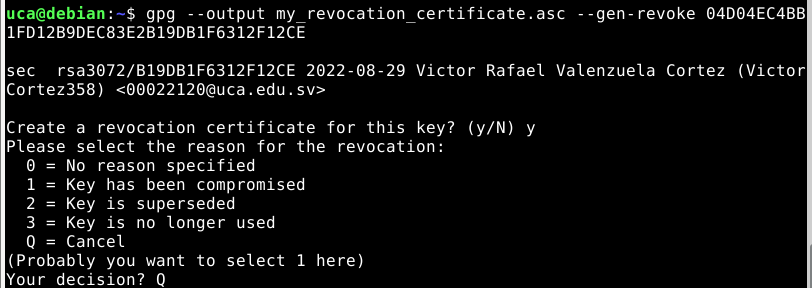 uca@debian:~$ gpg --output my_revocation_certificate.asc --gen-revoke 04D04EC4BB
1FD12B9DEC83E2B19DB1F6312F12CE
sec  rsa3072/B19DB1F6312F12CE 2022-08-29 Victor Rafael Valenzuela Cortez (Victor
Cortez358) <00022120@uca.edu.sv>
Create a revocation certificate for this key? (y/N) y
Please select the reason for the revocation:
  0 = No reason specified
  1 = Key has been compromised
  2 = Key is superseded
  3 = Key is no longer used
  Q = Cancel
(Probably you want to select 1 here)
Your decision? Q